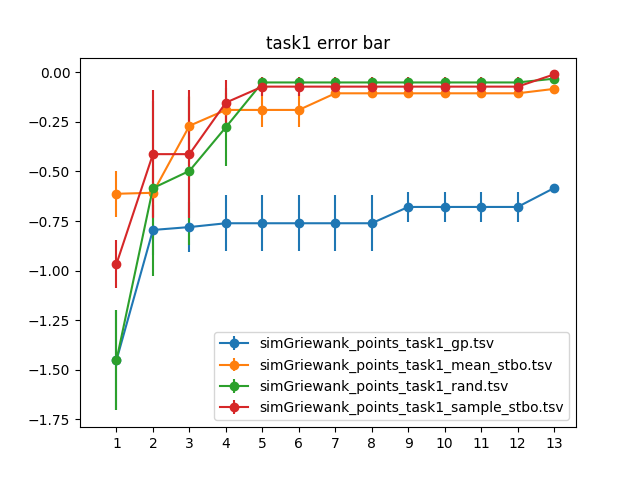 task1 error bar
0.00
−0.25
−0.50
−0.75
−1.00
−1.25
−1.50
−1.75
simGriewank_points_task1_gp.tsv
simGriewank_points_task1_mean_stbo.tsv
simGriewank_points_task1_rand.tsv
simGriewank_points_task1_sample_stbo.tsv
1 2 3 4 5 6 7 8 9 10 11 12 13